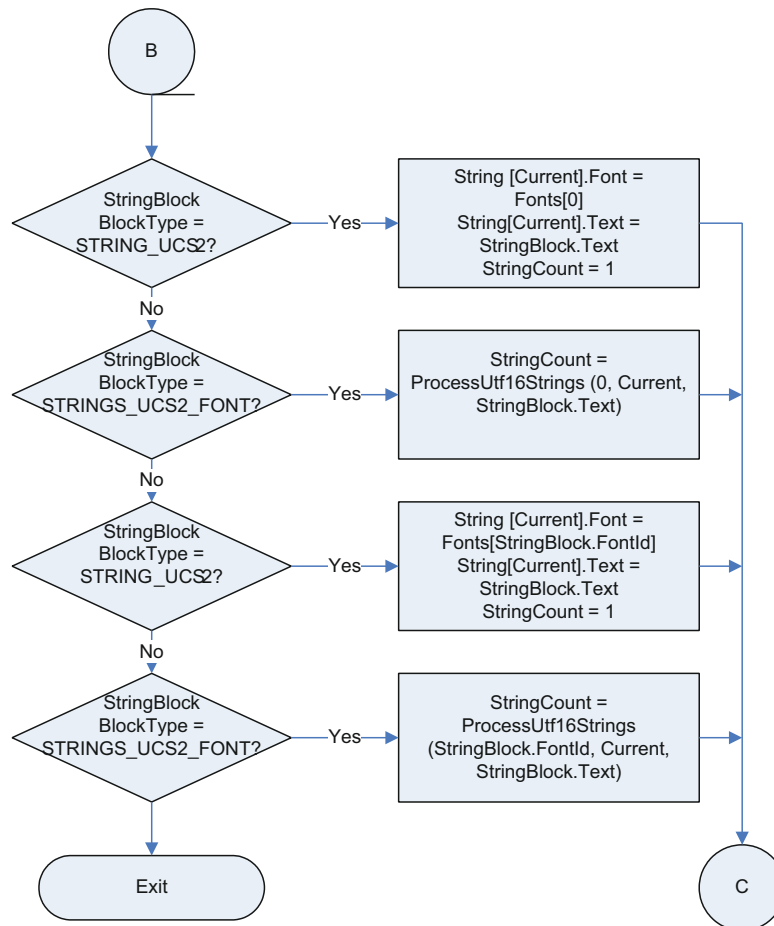 B
StringBlock
BlockType =
STRING_UCS2?
Yes
String [Current].Font =
Fonts[0]
String[Current].Text =
StringBlock.Text
StringCount = 1
No
StringBlock
BlockType =
STRINGS_UCS2_FONT?
Yes
StringCount =
ProcessUtf16Strings (0, Current,
StringBlock.Text)
No
StringBlock
BlockType =
STRING_UCS2?
Yes
String [Current].Font =
Fonts[StringBlock.FontId]
String[Current].Text =
StringBlock.Text
StringCount = 1
No
StringBlock
BlockType =
STRINGS_UCS2_FONT?
Yes
StringCount =
ProcessUtf16Strings
(StringBlock.FontId, Current,
StringBlock.Text)
Exit
C